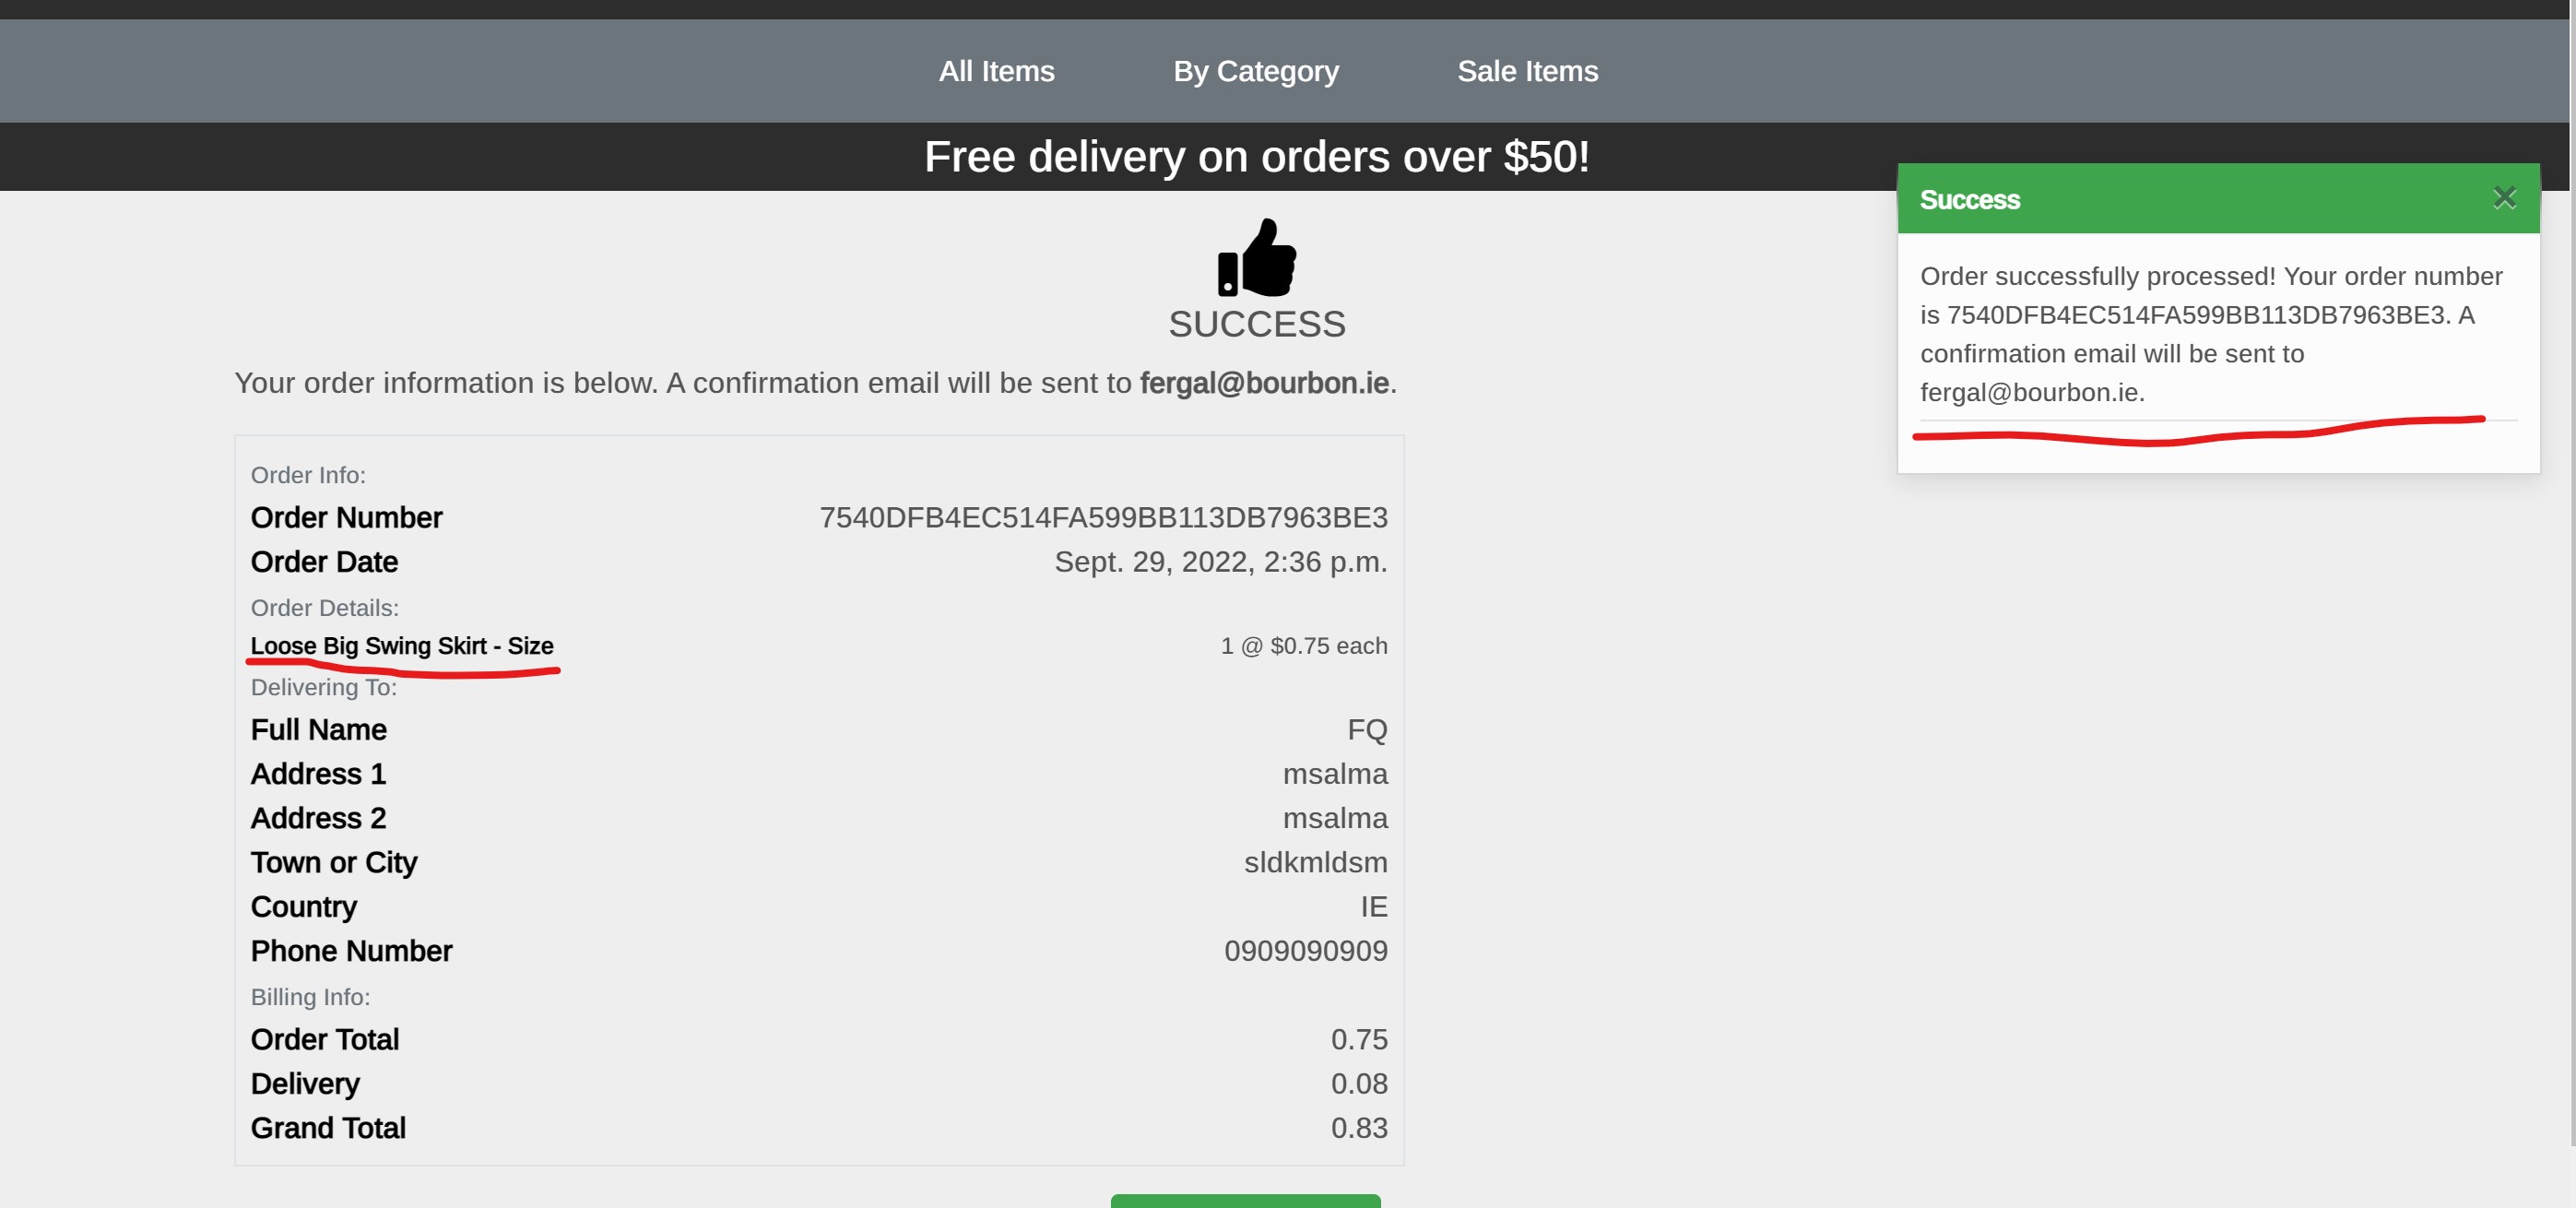 All Items By Category Sale Items
Free delivery on orders over $50!
Success
Order successfully processed! Your order number
is 7540DFB4EC514FA599BB113DB7963BE3. A
confirmation email will be sent to
fergal@bourbon.ie.
SUCCESS
Your order information is below. A confirmation email will be sent to fergal@bourbon.ie.
Order Info:
Order Number 7540DFB4EC514FA599BB113DB7963BE3
Order Date Sept. 29, 2022, 2:36 p.m.
Order Details:
Loose Big Swing Skirt - Size 1 @ $0.75 each
Delivering To:
Full Name FQ
Address 1 msalma
Address 2 msalma
Town or City sldkmldsm
Country IE
Phone Number 0909090909
Billing Info:
Order Total 0.75
Delivery 0.08
Grand Total 0.83